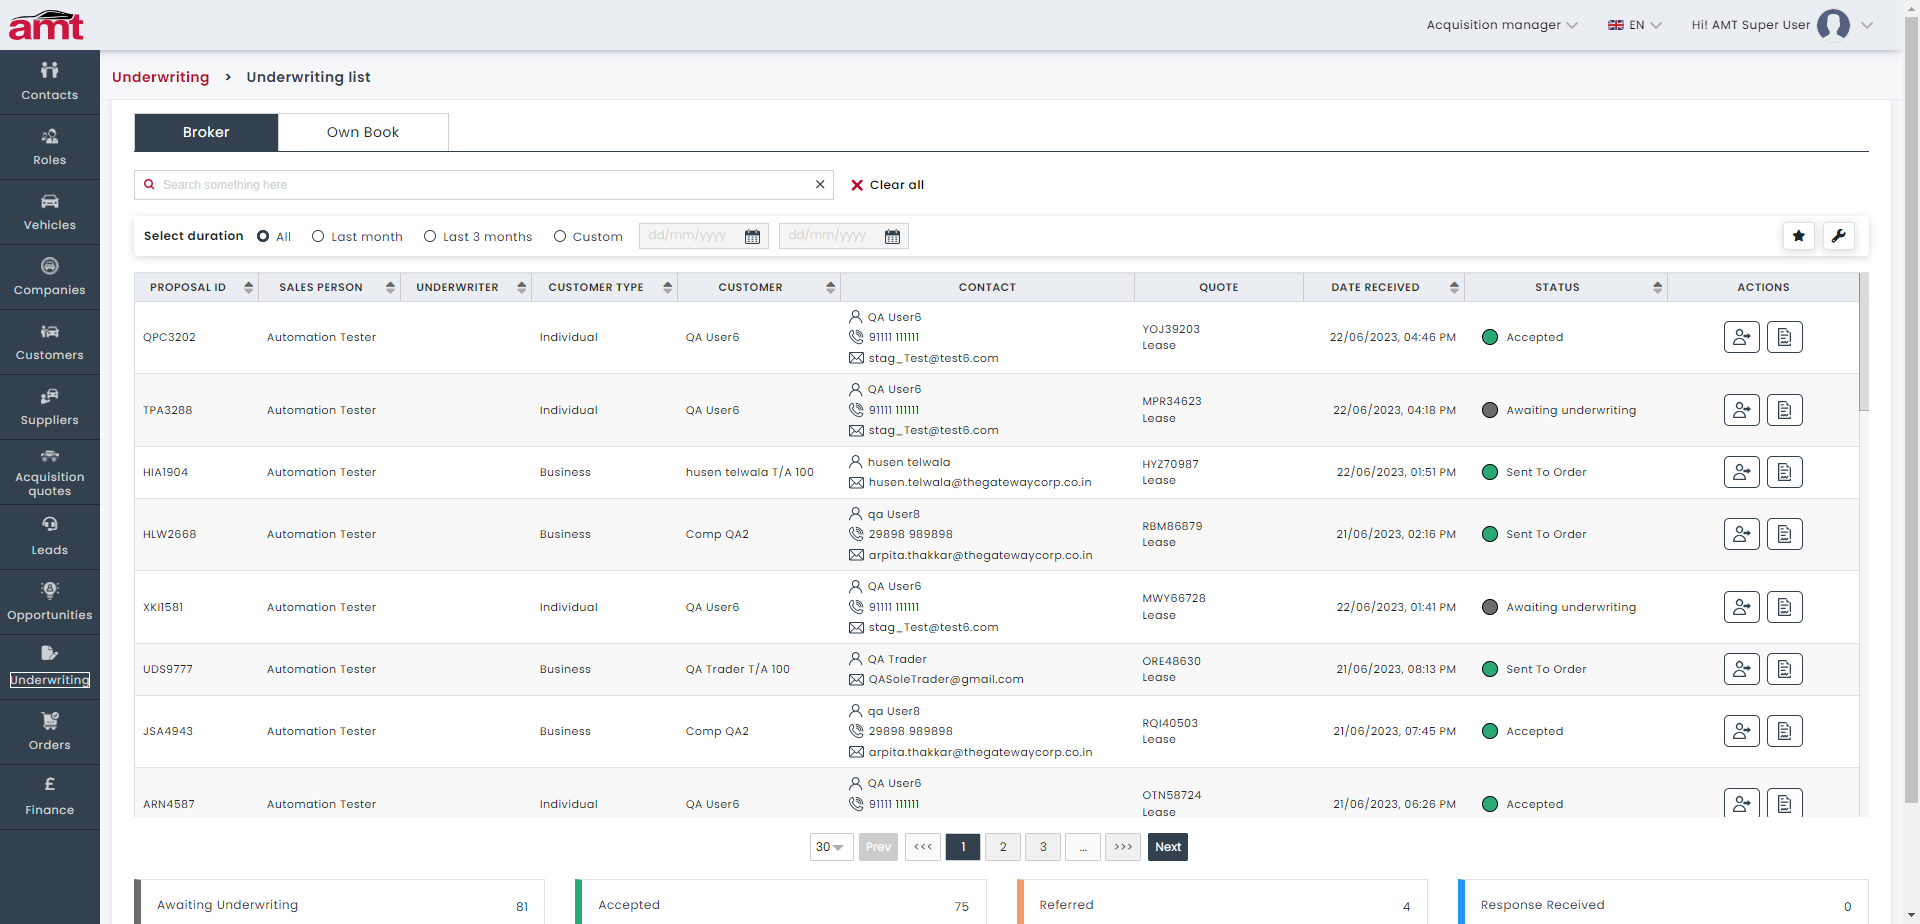 amt
Acquisition manager
EN
Hi! AMT Super User
Contacts
Roles
Vehicles
Companies
Customers
Suppliers
Acquisition
quotes
Leads
Opportunities
Underwriting
Orders
£
Finance
Underwriting > Underwriting list
Broker Own Book
Search something here
Clear all
Select duration All Last month Last 3 months Custom dd/mm/yyyy dd/mm/yyyy
PROPOSAL ID SALES PERSON UNDERWRITER CUSTOMER TYPE CUSTOMER CONTACT QUOTE DATE RECEIVED STATUS ACTIONS
QPC3202 Automation Tester Individual QA User6
QA User6
91111 111111
stag_Test@test6.com
YOJ39203
Lease
22/06/2023, 04:46 PM Accepted
TPA3288 Automation Tester Individual QA User6
QA User6
91111 111111
stag_Test@test6.com
MPR34623
Lease
22/06/2023, 04:18 PM Awaiting underwriting
HIA1904 Automation Tester Business husen telwala T/A 100
husen telwala
husen.telwala@thegatewaycorp.co.in
HYZ70987
Lease
22/06/2023, 01:51 PM Sent To Order
HLW2668 Automation Tester Business Comp QA2
qa User8
29898 989898
arpita.thakkar@thegatewaycorp.co.in
RBM86879
Lease
21/06/2023, 02:16 PM Sent To Order
XKI1581 Automation Tester Individual QA User6
QA User6
91111 111111
stag_Test@test6.com
MWY66728
Lease
22/06/2023, 01:41 PM Awaiting underwriting
UDS9777 Automation Tester Business QA Trader T/A 100
QA Trader
QASoleTrader@gmail.com
ORE48630
Lease
21/06/2023, 08:13 PM Sent To Order
JSA4943 Automation Tester Business Comp QA2
qa User8
29898 989898
arpita.thakkar@thegatewaycorp.co.in
RQI40503
Lease
21/06/2023, 07:45 PM Accepted
ARN4587 Automation Tester Individual QA User6
QA User6
91111 111111
OTN58724
Lease
21/06/2023, 06:26 PM Accepted
30 Prev <<< 1 2 3 ... >>> Next
Awaiting Underwriting 81
Accepted 75
Referred 4
Response Received 0